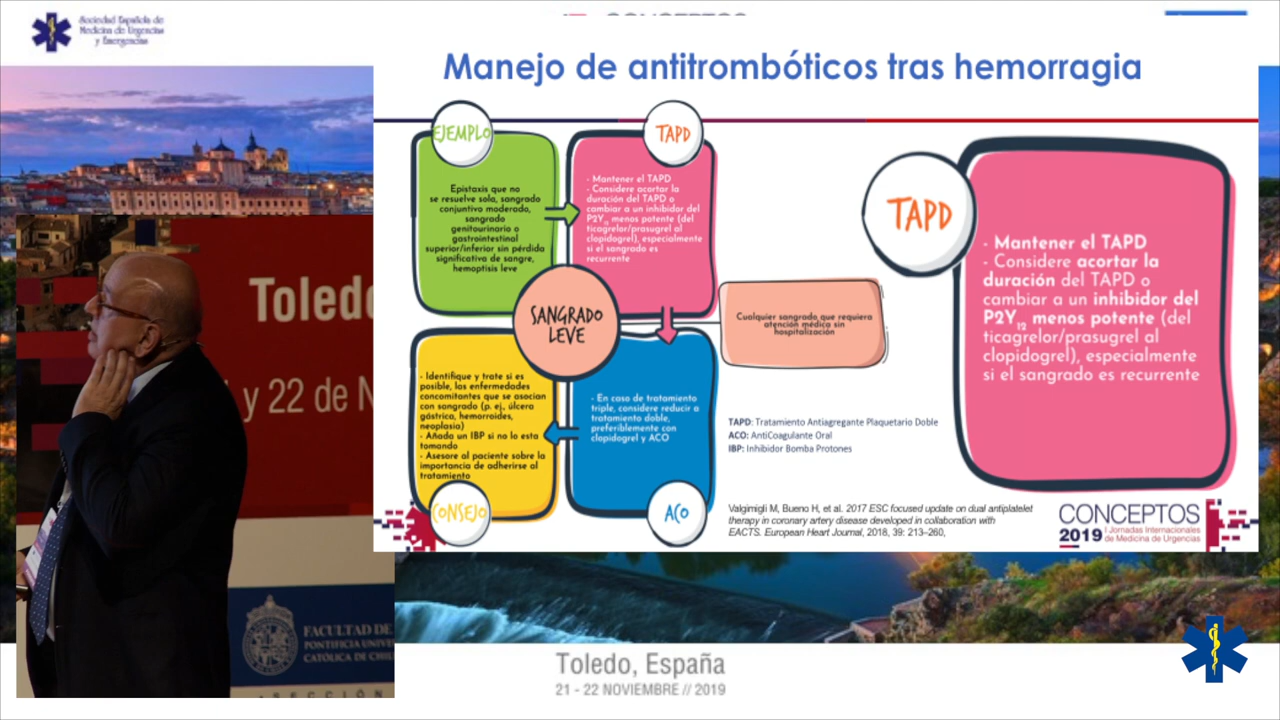 Sociedad Española de
Medicina de Urgencias
y Emergencias
CONCEPTOS
Manejo de antitrombóticos tras hemorragia
EJEMPLO
Epistaxis que no
se resuelve sola, sangrado
conjuntivo moderado,
sangrado
genitourinario o
gastrointestinal
superior/inferior sin pérdida
significativa de sangre,
hemoptisis leve
TAPD
- Mantener el TAPD
- Considere acortar la
duración del TAPD o
cambiar a un inhibidor del
P2Y12 menos potente (del
ticagrelor/prasugrel al
clopidogrel), especialmente
si el sangrado es
recurrente
SANGRADO
LEVE
Cualquier sangrado que requiera
atención médica sin
hospitalización
- Identifique y trate si es
posible, las enfermedades
concomitantes que se asocian
con sangrado (p. ej., úlcera
gástrica, hemorroides,
neoplasia)
- Añada un IBP si no lo esta
tomando
- Asesore al paciente sobre la
importancia de adherirse al
tratamiento
CONSEJO
- En caso de tratamiento
triple, considere reducir a
tratamiento doble,
preferiblemente con
clopidogrel y ACO
ACO
TAPD
- Mantener el TAPD
- Considere acortar la
duración del TAPD o
cambiar a un inhibidor del
P2Y12 menos potente (del
ticagrelor/prasugrel al
clopidogrel), especialmente
si el sangrado es recurrente
TAPD: Tratamiento Antiagregante Plaquetario Doble
ACO: AntiCoagulante Oral
IBP: Inhibidor Bomba Protones
Valgimigli M, Bueno H, et al. 2017 ESC focused update on dual antiplatelet
therapy in coronary artery disease developed in collaboration with
EACTS. European Heart Journal, 2018, 39: 213–260,
CONCEPTOS
2019 I Jornadas Internacionales
de Medicina de Urgencias
Toledo
y 22 de N
FACULTAD DE
PONTIFICIA UNIVER
CATÓLICA DE CHIL
SECCIÓN
Toledo, España
21 - 22 NOVIEMBRE // 2019